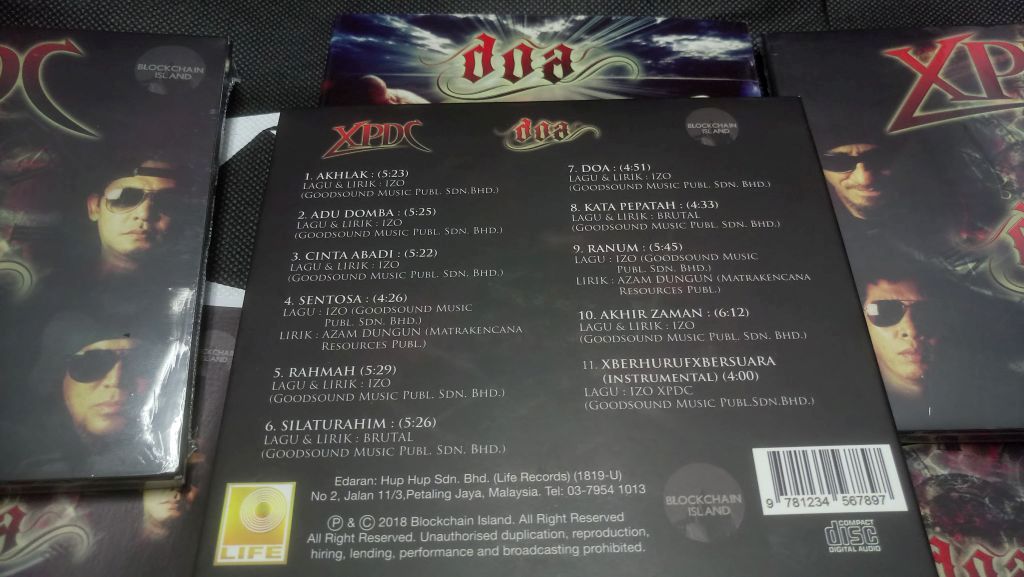 doa
BLOCKCHAIN
ISLAND
XPDC
doa
BLOCKCHAIN
ISLAND
1. AKHLAK : (5:23)
LAGU & LIRIK : IZO
(GOODSOUND MUSIC PUBL. SDN.BHD.)
2. ADU DOMBA : (5:25)
LAGU & LIRIK : IZO
(GOODSOUND MUSIC PUBL. SDN. BHD.)
3. CINTA ABADI : (5:22)
LAGU & LIRIK : IZO
(GOODSOUND MUSIC PUBL. SDN. BHD.)
4. SENTOSA : (4:26)
LAGU : IZO (GOODSOUND MUSIC
PUBL. SDN. BHD.)
LIRIK : AZAM DUNGUN (MATRAKENCANA
RESOURCES PUBL.)
5. RAHMAH (5:29)
LAGU & LIRIK : IZO
(GOODSOUND MUSIC PUBL. SDN. BHD.)
6. SILATURAHIM : (5:26)
LAGU & LIRIK : BRUTAL
(GOODSOUND MUSIC PUBL. SDN. BHD.)
7. DOA : (4:51)
LAGU & LIRIK : IZO
(GOODSOUND MUSIC PUBL. SDN. BHD.)
8. KATA PEPATAH : (4:33)
LAGU & LIRIK : BRUTAL
(GOODSOUND MUSIC PUBL. SDN. BHD.)
9. RANUM : (5:45)
LAGU : IZO (GOODSOUND MUSIC
PUBL. SDN. BHD.)
LIRIK : AZAM DUNGUN (MATRAKENCANA
RESOURCES PUBL.)
10. AKHIR ZAMAN : (6:12)
LAGU & LIRIK : IZO
(GOODSOUND MUSIC PUBL. SDN. BHD.)
11. XBERHURUFXBERSUARA
(INSTRUMENTAL) (4:00)
LAGU : IZO XPDC
(GOODSOUND MUSIC PUBL.SDN.BHD.)
Edaran: Hup Hup Sdn. Bhd. (Life Records) (1819-U)
No 2, Jalan 11/3,Petaling Jaya, Malaysia. Tel: 03-7954 1013
LIFE
Ⓟ & © 2018 Blockchain Island. All Right Reserved
All Right Reserved. Unauthorised duplication, reproduction,
hiring, lending, performance and broadcasting prohibited.
BLOCKCHAIN
ISLAND
9 781234 567897
COMPACT
disc
DIGITAL AUDIO